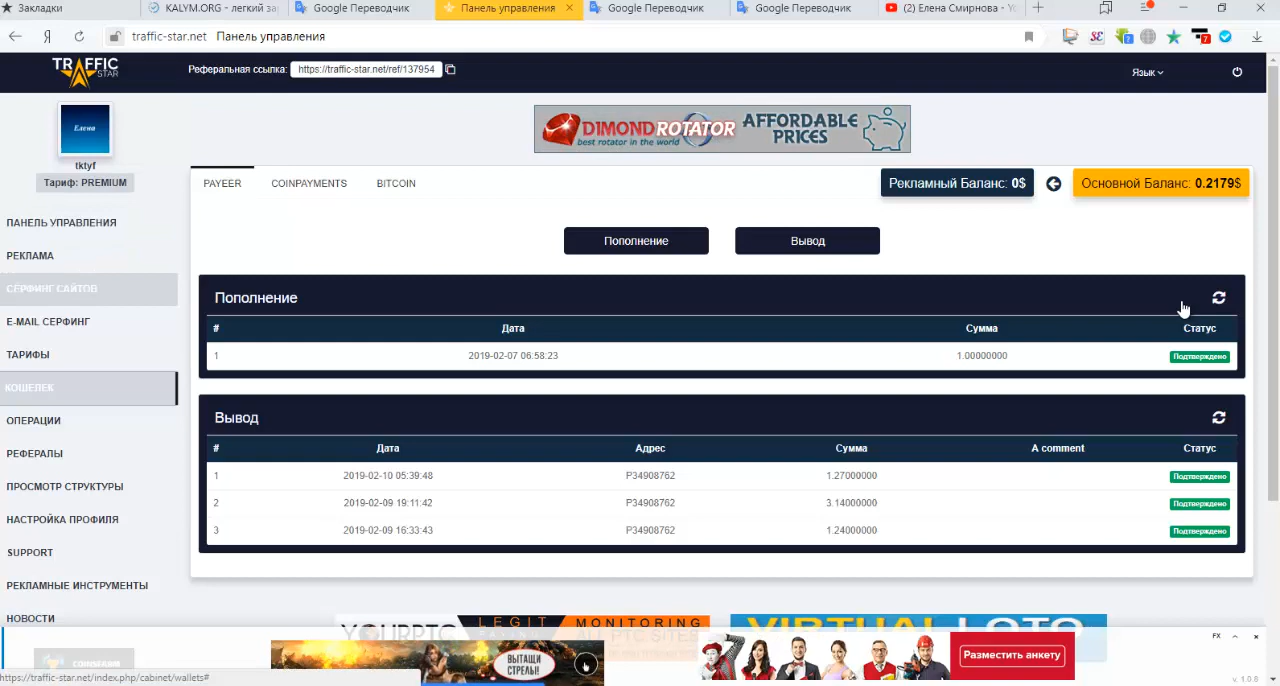 Закладки
KALYM.ORG - легкий за
Google Переводчик
Панель управления
Google Переводчик
Google Переводчик
(2) Елена Смирнова - Yo
traffic-star.net Панель управления
TRAFFIC STAR
Реферальная ссылка: https://traffic-star.net/ref/137954
Язык
Елена
tktyf
Тариф: PREMIUM
DIMONDROTATOR
best rotator in the world
AFFORDABLE PRICES
PAYEER COINPAYMENTS BITCOIN
Рекламный Баланс: 0$
Основной Баланс: 0.2179$
ПАНЕЛЬ УПРАВЛЕНИЯ
РЕКЛАМА
СЕРФИНГ САЙТОВ
E-MAIL СЕРФИНГ
ТАРИФЫ
КОШЕЛЕК
ОПЕРАЦИИ
РЕФЕРАЛЫ
ПРОСМОТР СТРУКТУРЫ
НАСТРОЙКА ПРОФИЛЯ
SUPPORT
РЕКЛАМНЫЕ ИНСТРУМЕНТЫ
НОВОСТИ
Пополнение Вывод
Пополнение
# Дата Сумма Статус
1 2019-02-07 06:58:23 1.00000000 Подтверждено
Вывод
# Дата Адрес Сумма A comment Статус
1 2019-02-10 05:39:48 P34908762 1.27000000 Подтверждено
2 2019-02-09 19:11:42 P34908762 3.14000000 Подтверждено
3 2019-02-09 16:33:43 P34908762 1.24000000 Подтверждено
YOURPTC LEGIT MONITORING
VIRTUAL LOTO
ВЫТАЩИ СТРЕЛЫ!
Разместить анкету
FX
v. 1.0.8
https://traffic-star.net/index.php/cabinet/wallets#